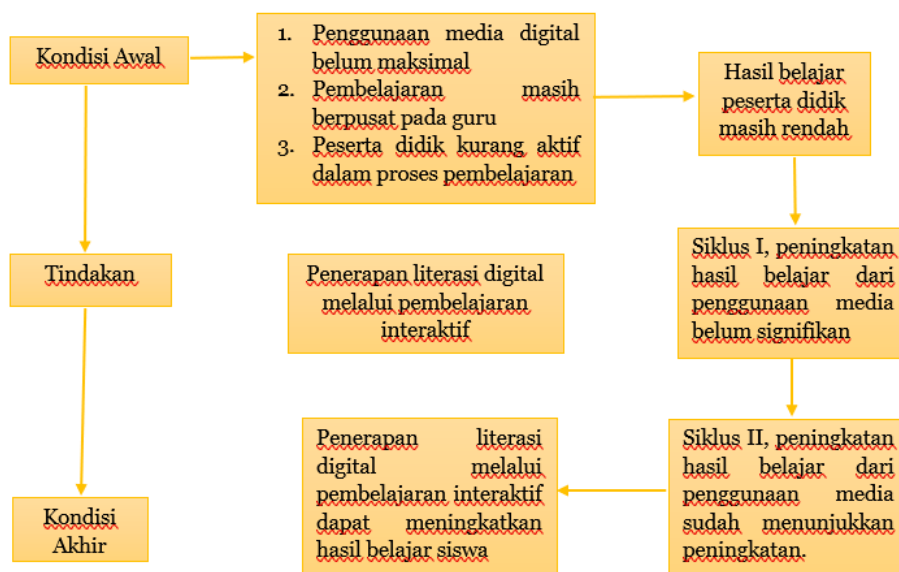 Kondisi Awal
1. Penggunaan media digital
belum maksimal
2. Pembelajaran masih
berpusat pada guru
3. Peserta didik kurang aktif
dalam proses pembelajaran
Hasil belajar
peserta didik
masih rendah
Tindakan
Penerapan literasi digital
melalui pembelajaran
interaktif
Siklus I, peningkatan
hasil belajar dari
penggunaan media
belum signifikan
Kondisi
Akhir
Penerapan literasi
digital melalui
pembelajaran interaktif
dapat meningkatkan
hasil belajar siswa
Siklus II, peningkatan
hasil belajar dari
penggunaan media
sudah menunjukkan
peningkatan.